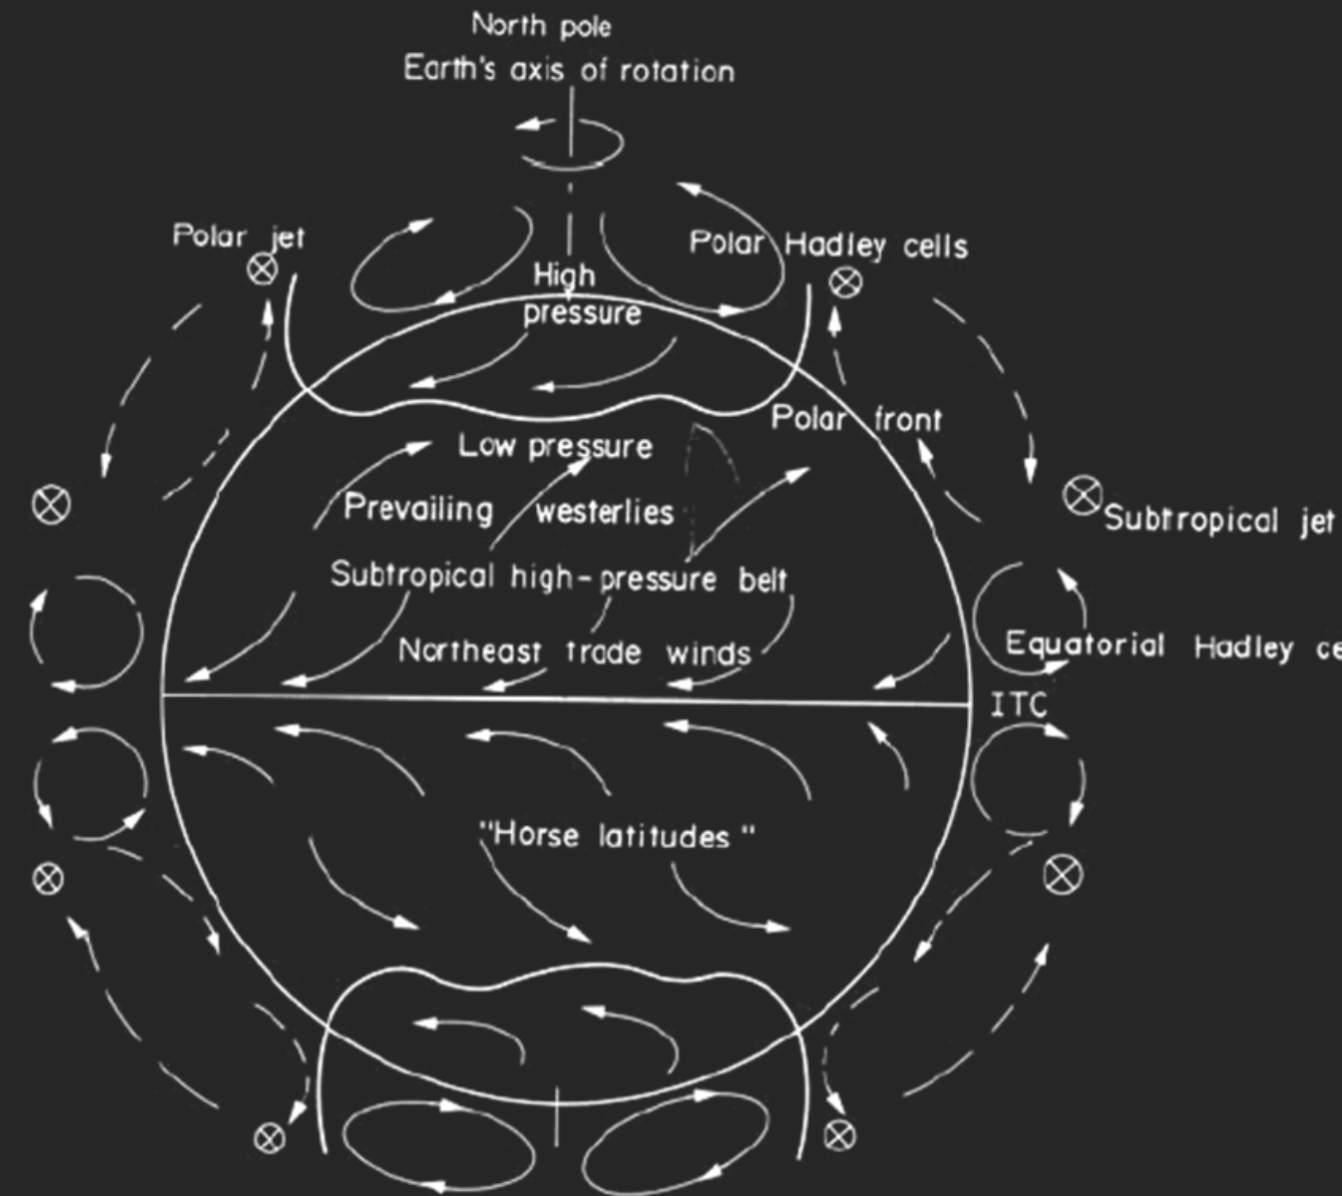 North pole
Earth's axis of rotation
Polar jet
Polar Hadley cells
High
pressure
Polar front
Low pressure
Prevailing westerlies
Subtropical jet
Subtropical high-pressure belt
Equatorial Hadley
Northeast trade winds
ITC
"Horse latitudes"